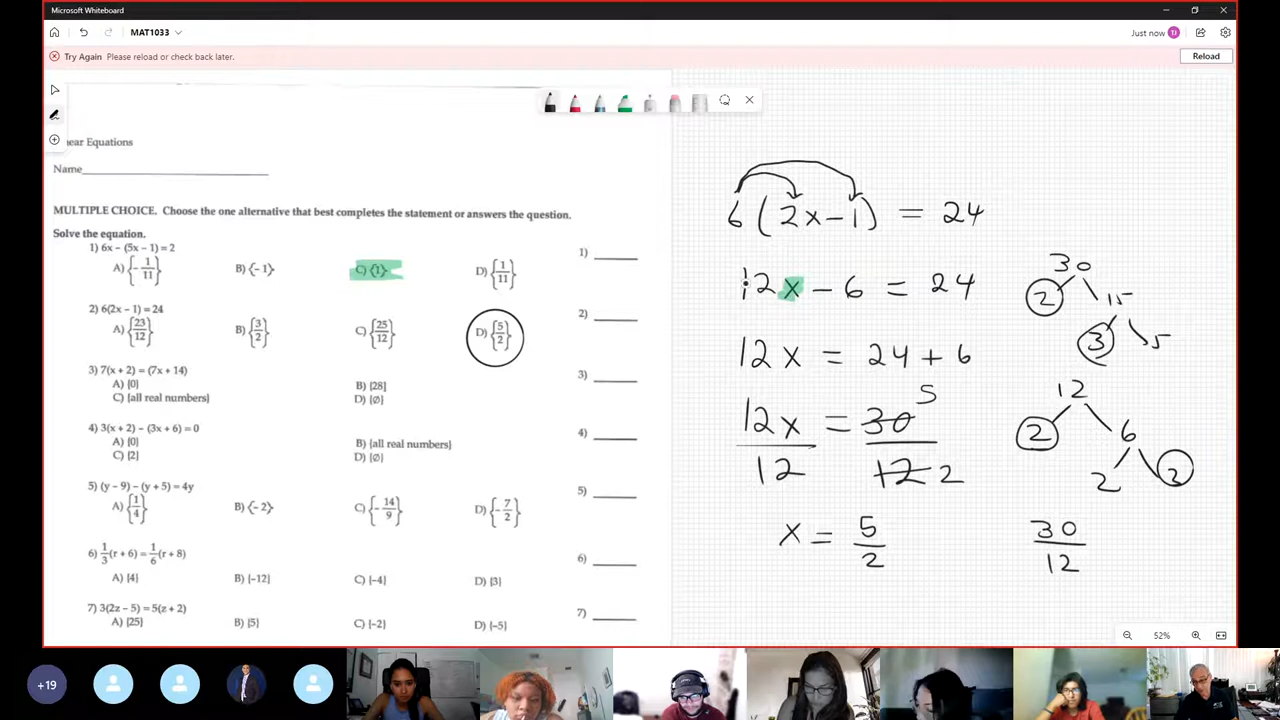 Microsoft Whiteboard
MAT1033
Just now TJ
Try Again Please reload or check back later.
Reload
near Equations
Name
MULTIPLE CHOICE. Choose the one alternative that best completes the statement or answers the question.
Solve the equation.
1) 6x - (5x - 1) = 2
1)
A) {- 1/11}
B) {- 1}
C) {1}
D) {1/11}
2) 6(2x - 1) = 24
2)
A) {23/12}
B) {3/2}
C) {25/12}
D) {5/2}
3) 7(x + 2) = (7x + 14)
3)
A) {0}
B) {28}
C) {all real numbers}
D) {∅}
4) 3(x + 2) - (3x + 6) = 0
4)
A) {0}
B) {all real numbers}
C) {2}
D) {∅}
5) (y - 9) - (y + 5) = 4y
5)
A) {1/4}
B) {- 2}
C) {- 14/9}
D) {- 7/2}
6) 1/3(r + 6) = 1/6(r + 8)
6)
A) {4}
B) {-12}
C) {-4}
D) {3}
7) 3(2z - 5) = 5(z + 2)
7)
A) {25}
B) {5}
C) {-2}
D) {-5}
6(2x-1) = 24
12x - 6 = 24
12x = 24 + 6
5
12x = 30
12 12 2
x = 5/2
30
2 15
3 5
12
2 6
2 3
30
12
52%
+19